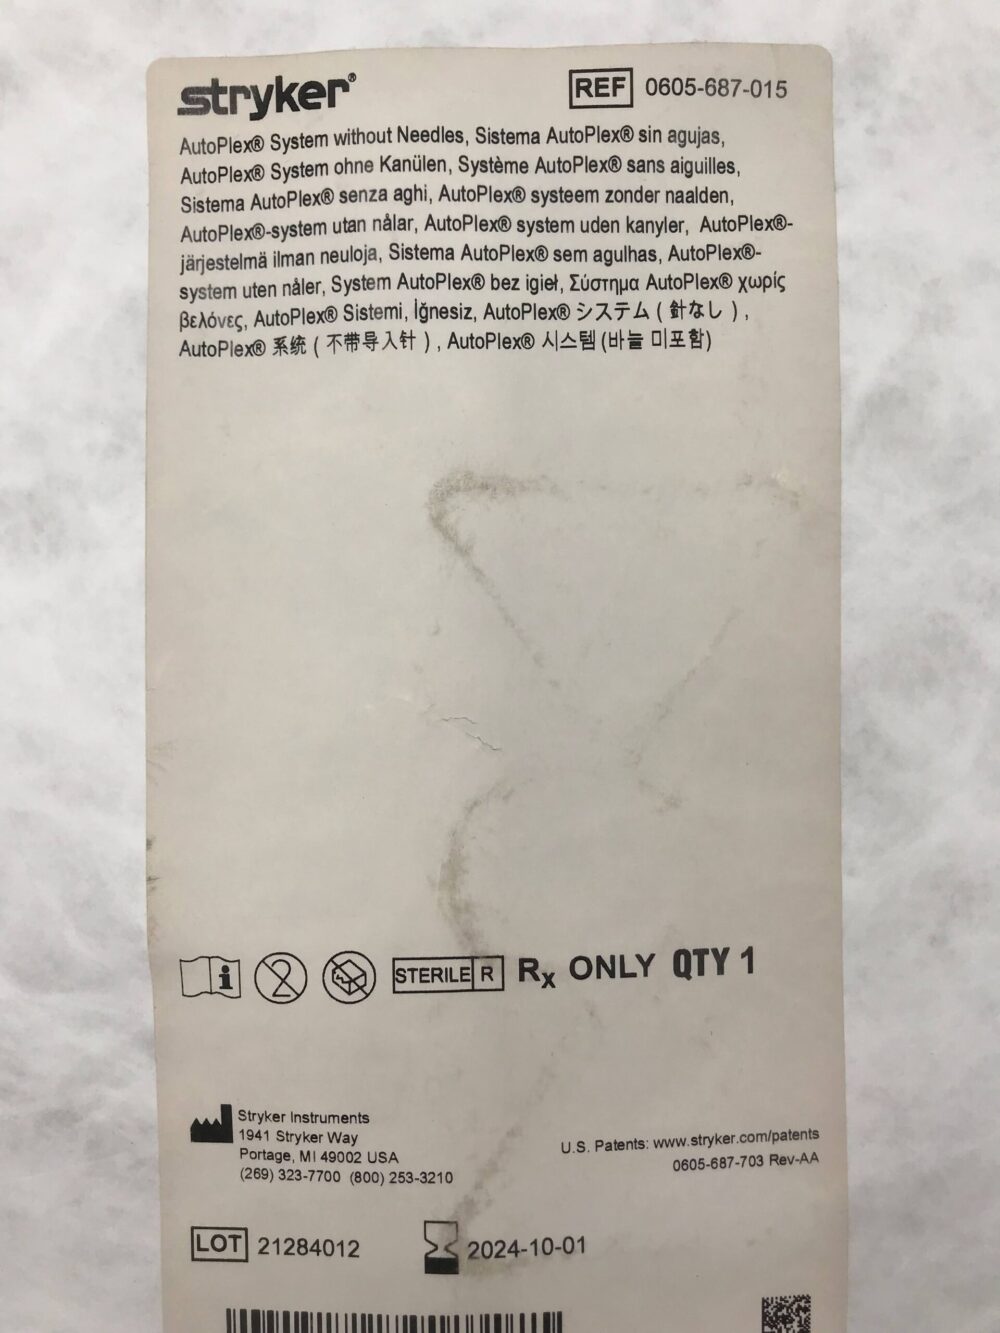 stryker®
REF 0605-687-015
AutoPlex® System without Needles, Sistema AutoPlex® sin agujas,
AutoPlex® System ohne Kanülen, Système AutoPlex® sans aiguilles,
Sistema AutoPlex® senza aghi, AutoPlex® systeem zonder naalden,
AutoPlex®-system utan nålar, AutoPlex® system uden kanyler, AutoPlex®-
järjestelmä ilman neuloja, Sistema AutoPlex® sem agulhas, AutoPlex®-
system uten nåler, System AutoPlex® bez igieł, Σύστημα AutoPlex® χωρίς
βελόνες, AutoPlex® Sistemi, İğnesiz, AutoPlex® システム ( 針なし ) ,
AutoPlex® 系统 ( 不带导入针 ) , AutoPlex® 시스템 (바늘 미포함)
2 STERILE R Rx ONLY QTY 1
Stryker Instruments
1941 Stryker Way
Portage, MI 49002 USA
(269) 323-7700 (800) 253-3210
U.S. Patents: www.stryker.com/patents
0605-687-703 Rev-AA
LOT 21284012
2024-10-01